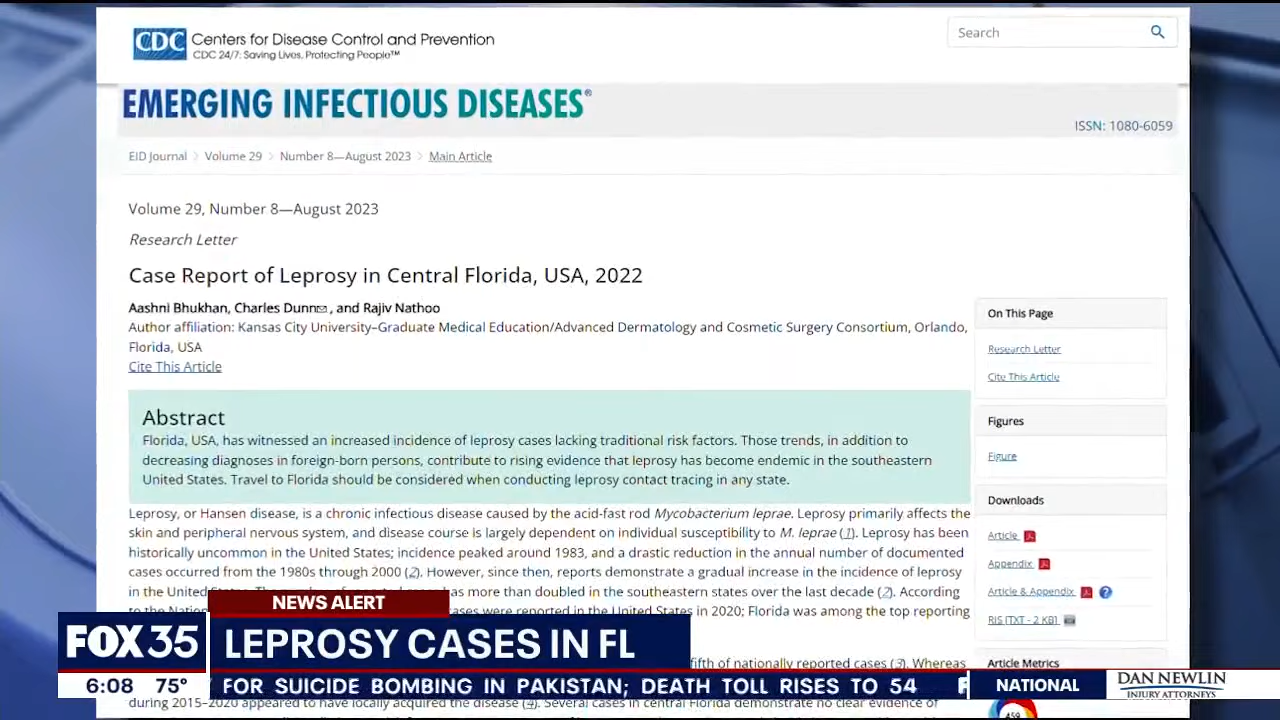 CDC Centers for Disease Control and Prevention
CDC 24/7: Saving Lives, Protecting People™
Search
EMERGING INFECTIOUS DISEASES®
ISSN: 1080-6059
EID Journal > Volume 29 > Number 8—August 2023 > Main Article
Volume 29, Number 8—August 2023
Research Letter
Case Report of Leprosy in Central Florida, USA, 2022
Aashni Bhukhan, Charles Dunn, and Rajiv Nathoo
Author affiliation: Kansas City University–Graduate Medical Education/Advanced Dermatology and Cosmetic Surgery Consortium, Orlando,
Florida, USA
Cite This Article
Abstract
Florida, USA, has witnessed an increased incidence of leprosy cases lacking traditional risk factors. Those trends, in addition to
decreasing diagnoses in foreign-born persons, contribute to rising evidence that leprosy has become endemic in the southeastern
United States. Travel to Florida should be considered when conducting leprosy contact tracing in any state.
Leprosy, or Hansen disease, is a chronic infectious disease caused by the acid-fast rod Mycobacterium leprae. Leprosy primarily affects the
skin and peripheral nervous system, and disease course is largely dependent on individual susceptibility to M. leprae (1). Leprosy has been
historically uncommon in the United States; incidence peaked around 1983, and a drastic reduction in the annual number of documented
cases occurred from the 1980s through 2000 (2). However, since then, reports demonstrate a gradual increase in the incidence of leprosy
in the United States. has more than doubled in the southeastern states over the last decade (2). According
to the cases were reported in the United States in 2020; Florida was among the top reporting
fifth of nationally reported cases (3). Whereas
during 2015–2020 appeared to have locally acquired the disease (4). Several cases in central Florida demonstrate no clear evidence of
On This Page
Research Letter
Cite This Article
Figures
Figure
Downloads
Article
Appendix
Article & Appendix
RIS [TXT - 2 KB]
Article Metrics
459
NEWS ALERT
FOX 35
LEPROSY CASES IN FL
6:08 75°
FOR SUICIDE BOMBING IN PAKISTAN; DEATH TOLL RISES TO 54
NATIONAL
DAN NEWLIN
INJURY ATTORNEYS